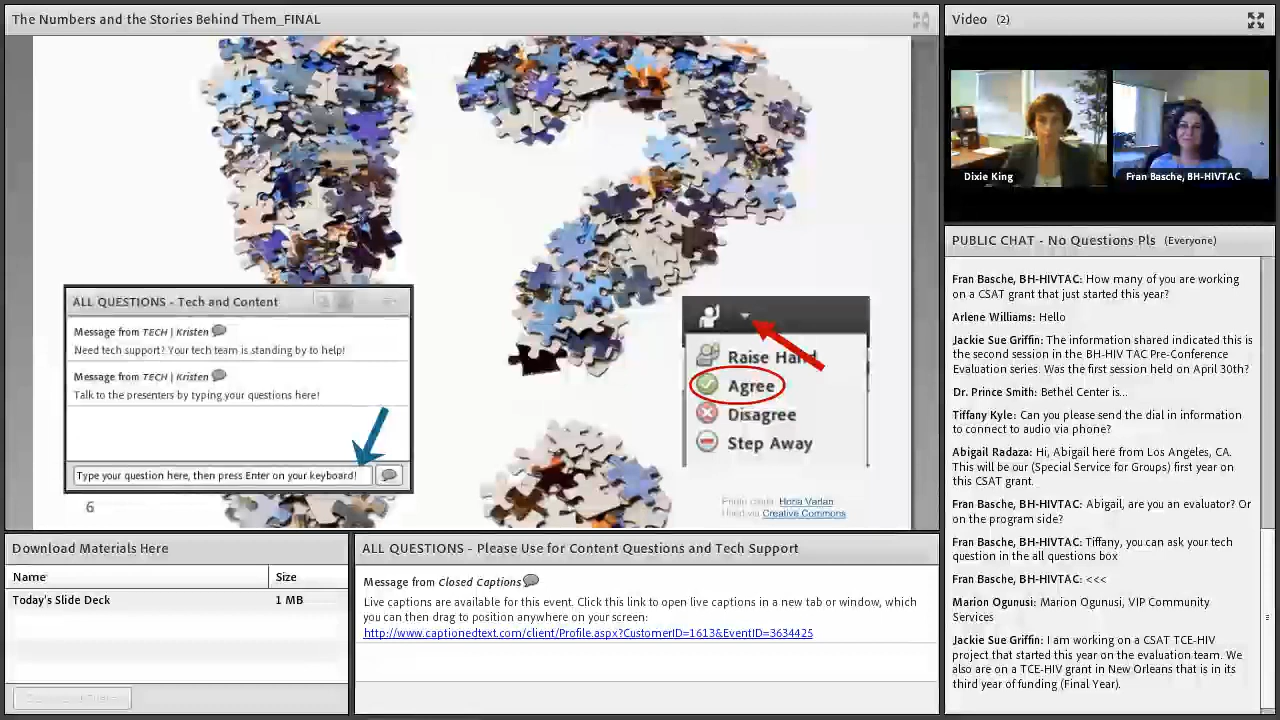 The Numbers and the Stories Behind Them_FINAL
ALL QUESTIONS - Tech and Content
Message from TECH | Kristen
Need tech support? Your tech team is standing by to help!
Message from TECH | Kristen
Talk to the presenters by typing your questions here!
Type your question here, then press Enter on your keyboard!
6
Raise Hand
Agree
Disagree
Step Away
Photo credit: Horia Varlan
Used via Creative Commons
Video (2)
Dixie King
Fran Basche, BH-HIVTAC
PUBLIC CHAT - No Questions Pls (Everyone)
Fran Basche, BH-HIVTAC: How many of you are working
on a CSAT grant that just started this year?
Arlene Williams: Hello
Jackie Sue Griffin: The information shared indicated this is
the second session in the BH-HIV TAC Pre-Conference
Evaluation series. Was the first session held on April 30th?
Dr. Prince Smith: Bethel Center is...
Tiffany Kyle: Can you please send the dial in information
to connect to audio via phone?
Abigail Radaza: Hi, Abigail here from Los Angeles, CA.
This will be our (Special Service for Groups) first year on
this CSAT grant.
Fran Basche, BH-HIVTAC: Abigail, are you an evaluator? Or
on the program side?
Fran Basche, BH-HIVTAC: Tiffany, you can ask your tech
question in the all questions box
Fran Basche, BH-HIVTAC: <<<
Marion Ogunusi: Marion Ogunusi, VIP Community
Services
Jackie Sue Griffin: I am working on a CSAT TCE-HIV
project that started this year on the evaluation team. We
also are on a TCE-HIV grant in New Orleans that is in its
third year of funding (Final Year).
Download Materials Here
Name Size
Today's Slide Deck 1 MB
ALL QUESTIONS - Please Use for Content Questions and Tech Support
Message from Closed Captions
Live captions are available for this event. Click this link to open live captions in a new tab or window, which
you can then drag to position anywhere on your screen:
http://www.captionedtext.com/client/Profile.aspx?CustomerID=1613&EventID=3634425